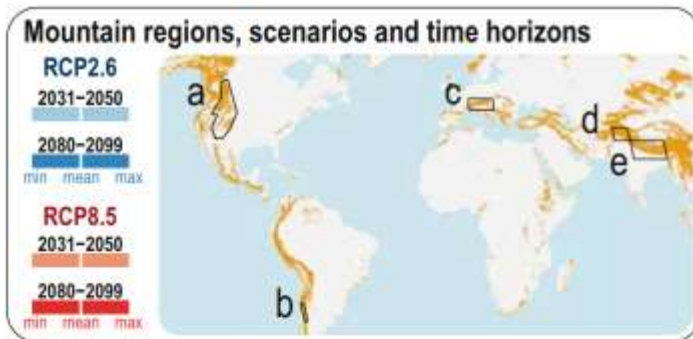 Mountain regions, scenarios and time horizons
RCP2.6
2031–2050
2080–2099
min mean max
RCP8.5
2031–2050
2080–2099
min mean max
a
b
c
d
e